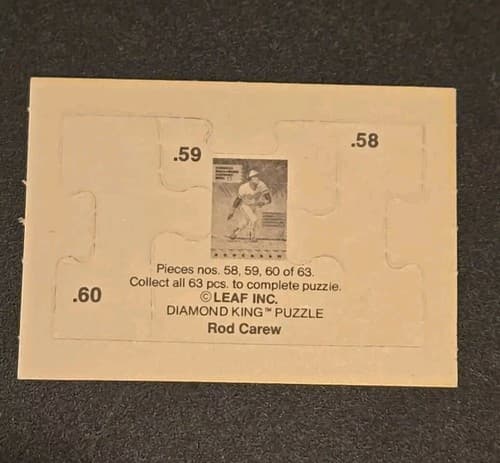 .58
.59
Pieces nos. 58, 59, 60 of 63.
Collect all 63 pcs. to complete puzzle.
.60
© LEAF INC.
DIAMOND KING™ PUZZLE
Rod Carew